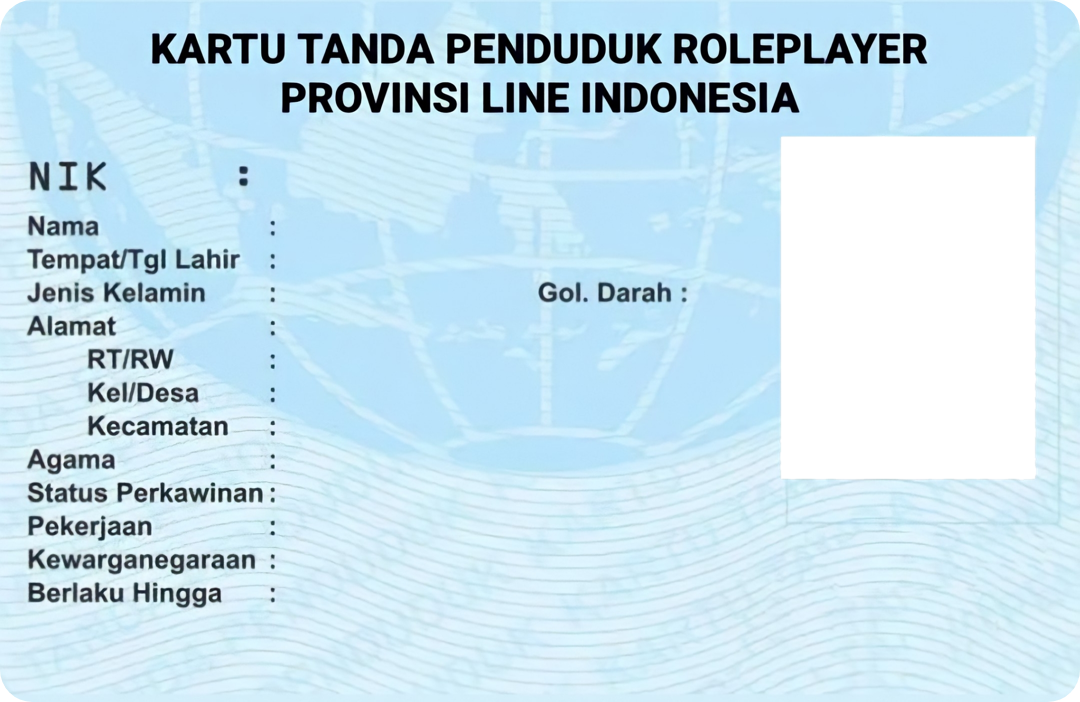 KARTU TANDA PENDUDUK ROLEPLAYER
PROVINSI LINE INDONESIA
NIK :
Nama :
Tempat/Tgl Lahir :
Jenis Kelamin : Gol. Darah :
Alamat :
RT/RW :
Kel/Desa :
Kecamatan :
Agama :
Status Perkawinan :
Pekerjaan :
Kewarganegaraan :
Berlaku Hingga :